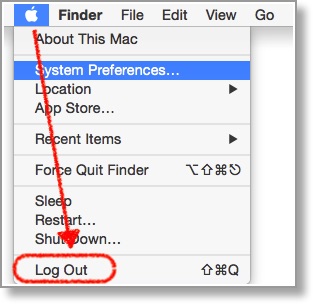 Finder File Edit View Go
About This Mac
System Preferences...
Location ▶
App Store...
Recent Items ▶
Force Quit Finder ⌥⇧⌘⎋
Sleep
Restart...
Shut Down...
Log Out ⇧⌘Q